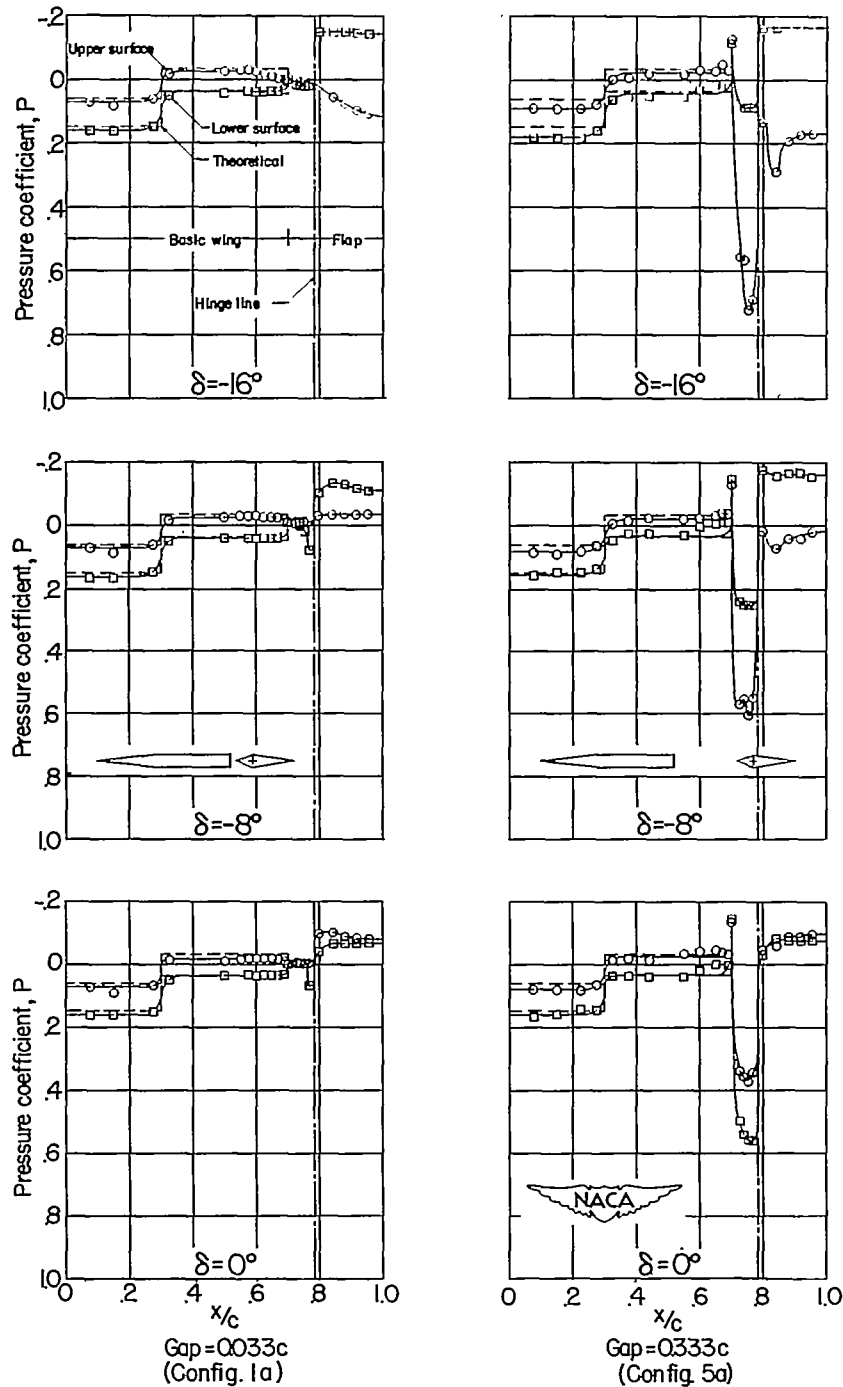 -.2
0
.2
.4
.6
.8
1.0
Pressure coefficient, P
Upper surface
Lower surface
Theoretical
Basic wing
Flap
Hinge line
δ=-16°
δ=-16°
-.2
0
.2
.4
.6
.8
1.0
Pressure coefficient, P
δ=-8°
δ=-8°
-.2
0
.2
.4
.6
.8
1.0
Pressure coefficient, P
δ=0°
NACA
δ=0°
0 .2 .4 .6 .8 1.0
x/c
0 .2 .4 .6 .8 1.0
x/c
Gap=0.033c
(Config. 1a)
Gap=0.333c
(Config. 5a)